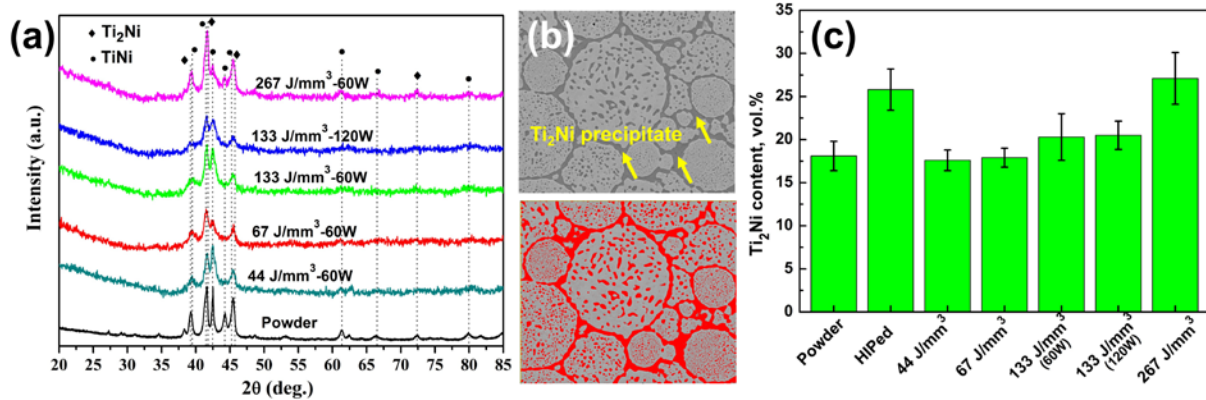 (a)
♦ Ti₂Ni
• TiNi
267 J/mm³-60W
133 J/mm³-120W
133 J/mm³-60W
67 J/mm³-60W
44 J/mm³-60W
Powder
Intensity (a.u.)
20 25 30 35 40 45 50 55 60 65 70 75 80 85
2θ (deg.)
(b)
Ti₂Ni precipitate
(c)
Ti₂Ni content, vol.%
35
30
25
20
15
10
5
0
Powder
HIPed
44 J/mm³
67 J/mm³
133 J/mm³
(60W)
133 J/mm³
(120W)
267 J/mm³